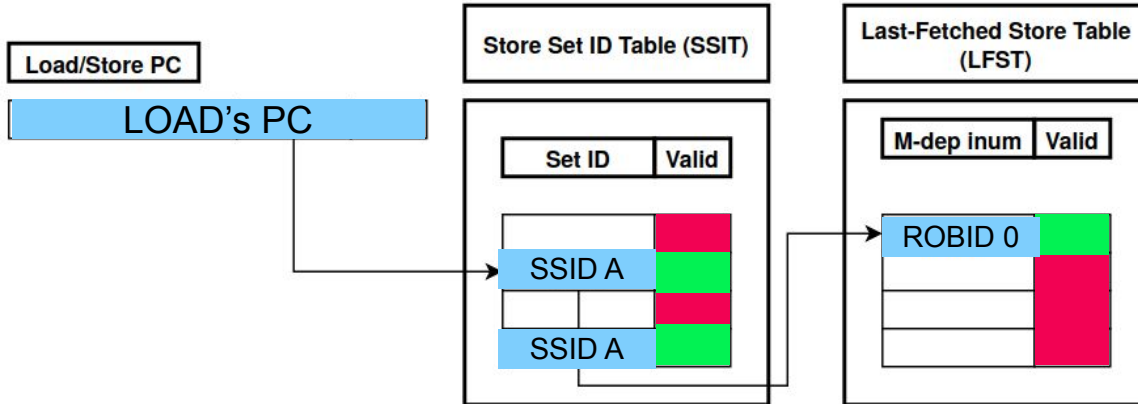 Load/Store PC
LOAD's PC
Store Set ID Table (SSIT)
Set ID
Valid
SSID A
SSID A
Last-Fetched Store Table
(LFST)
M-dep inum
Valid
ROBID 0